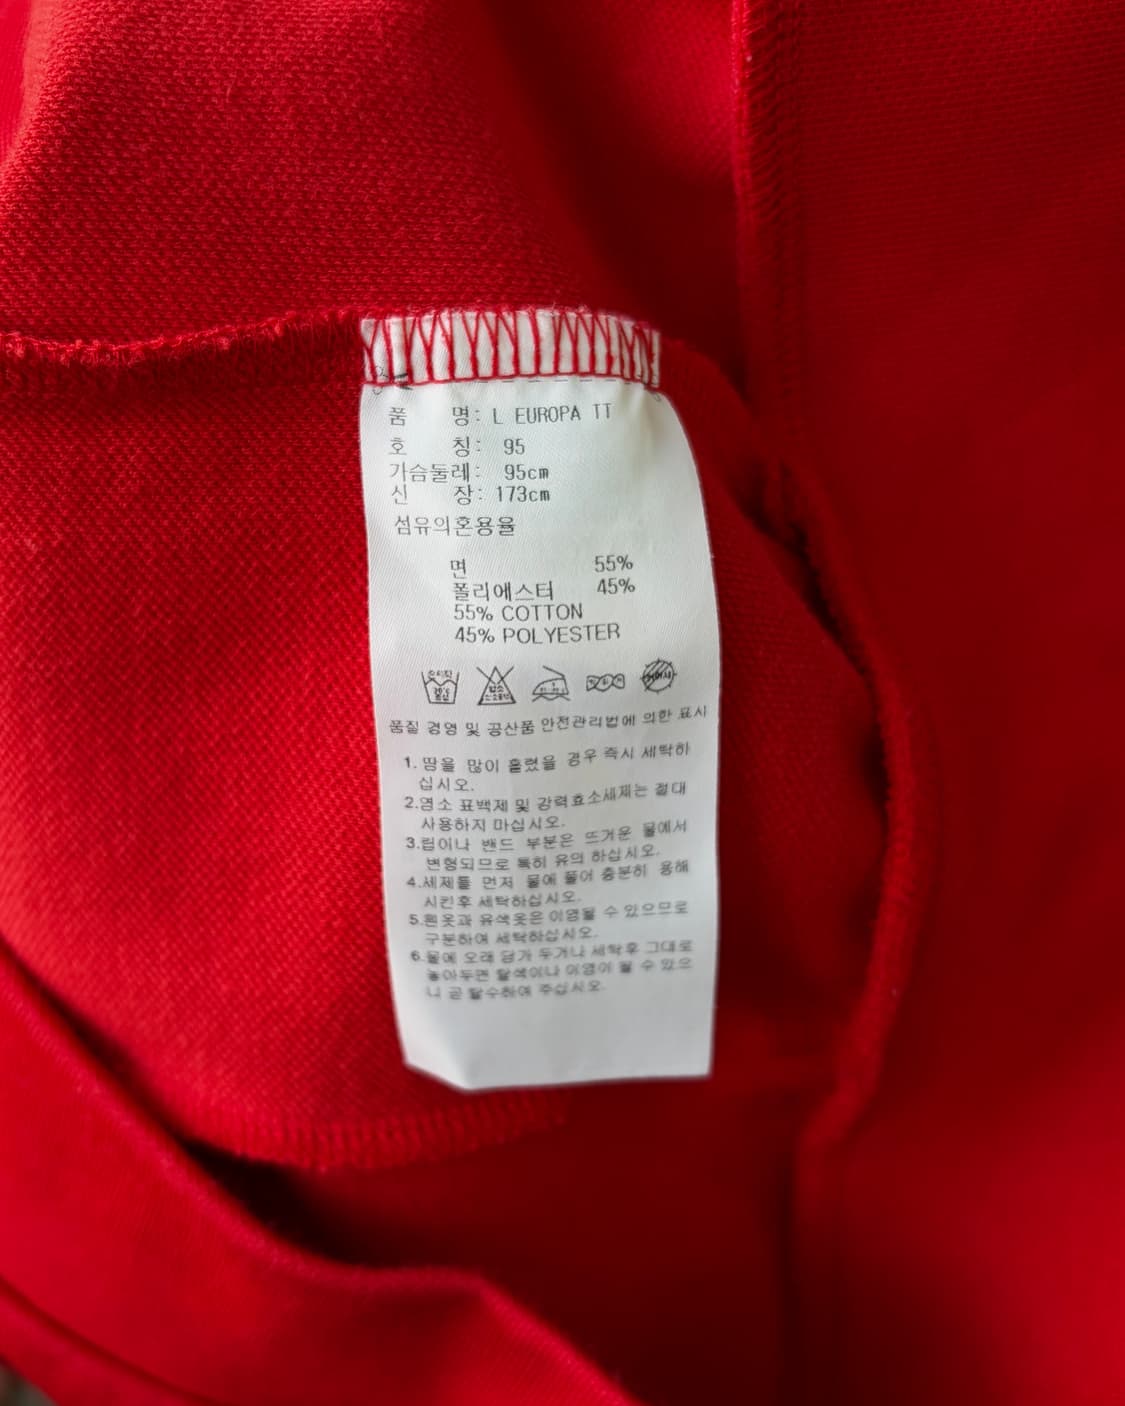 품 명: L EUROPA TT
호 칭: 95
가슴둘레: 95cm
신 장: 173cm
섬유의혼용율
면 55%
폴리에스터 45%
55% COTTON
45% POLYESTER
품질 경영 및 공산품 안전관리법에 의한 표시
1. 땀을 많이 흘렸을 경우 즉시 세탁하
십시오.
2.염소 표백제 및 강력효소세제는 절대
사용하지 마십시오.
3.립이나 밴드 부분은 뜨거운 물에서
변형되므로 특히 유의 하십시오.
4.세제를 먼저 물에 풀어 충분히 용해
시킨후 세탁하십시오.
5.흰옷과 유색옷은 이염될 수 있으므로
구분하여 세탁하십시오.
6.물에 오래 담가 두거나 세탁후 그대로
놓아두면 탈색이나 이염이 될 수 있으
니 곧 탈수하여 주십시오.